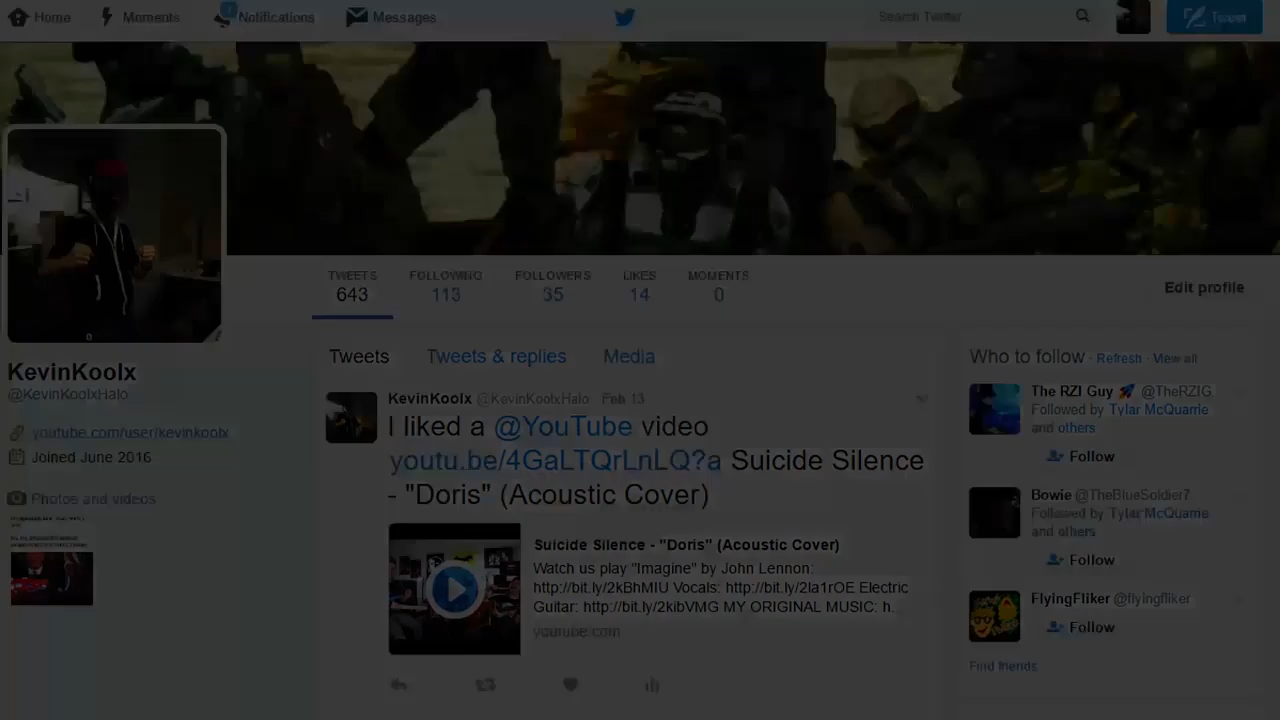 Home Moments Notifications Messages Search Twitter Tweet
TWEETS FOLLOWING FOLLOWERS LIKES MOMENTS
643 113 35 14 0
Edit profile
KevinKoolx
@KevinKoolxHalo
youtube.com/user/kevinkoolx
Joined June 2016
Photos and videos
Tweets Tweets & replies Media
KevinKoolx @KevinKoolxHalo Feb 13
I liked a @YouTube video
youtu.be/4GaLTQrLnLQ?a Suicide Silence
- "Doris" (Acoustic Cover)
Suicide Silence - "Doris" (Acoustic Cover)
Watch us play "Imagine" by John Lennon:
http://bit.ly/2kBhMIU Vocals: http://bit.ly/2la1rOE Electric
Guitar: http://bit.ly/2kibVMG MY ORIGINAL MUSIC: h.
youtube.com
Who to follow · Refresh · View all
The RZI Guy 🚀 @TheRZIG.
Followed by Tylar McQuarrie
and others
Follow
Bowie @TheBlueSoldier7
Followed by Tylar McQuarrie
and others
Follow
FlyingFliker @flyingfliker
Follow
Find friends